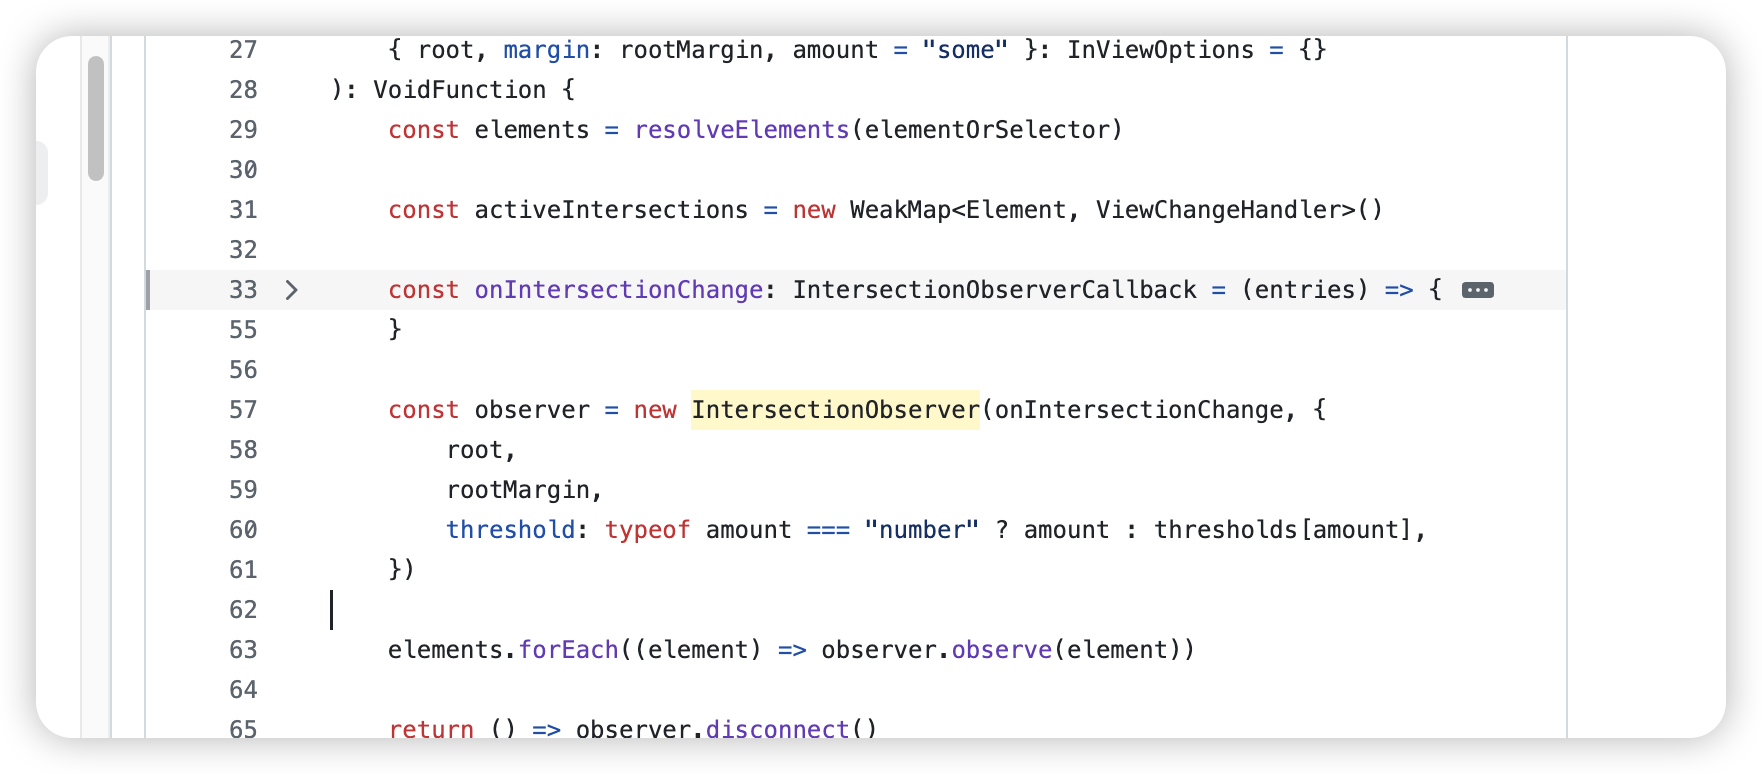 27 { root, margin: rootMargin, amount = "some" }: InViewOptions = {}
28 ): VoidFunction {
29 const elements = resolveElements(elementOrSelector)
30
31 const activeIntersections = new WeakMap<Element, ViewChangeHandler>()
32
33 const onIntersectionChange: IntersectionObserverCallback = (entries) => { ...
55 }
56
57 const observer = new IntersectionObserver(onIntersectionChange, {
58 root,
59 rootMargin,
60 threshold: typeof amount === "number" ? amount : thresholds[amount],
61 })
62
63 elements.forEach((element) => observer.observe(element))
64
65 return () => observer.disconnect()